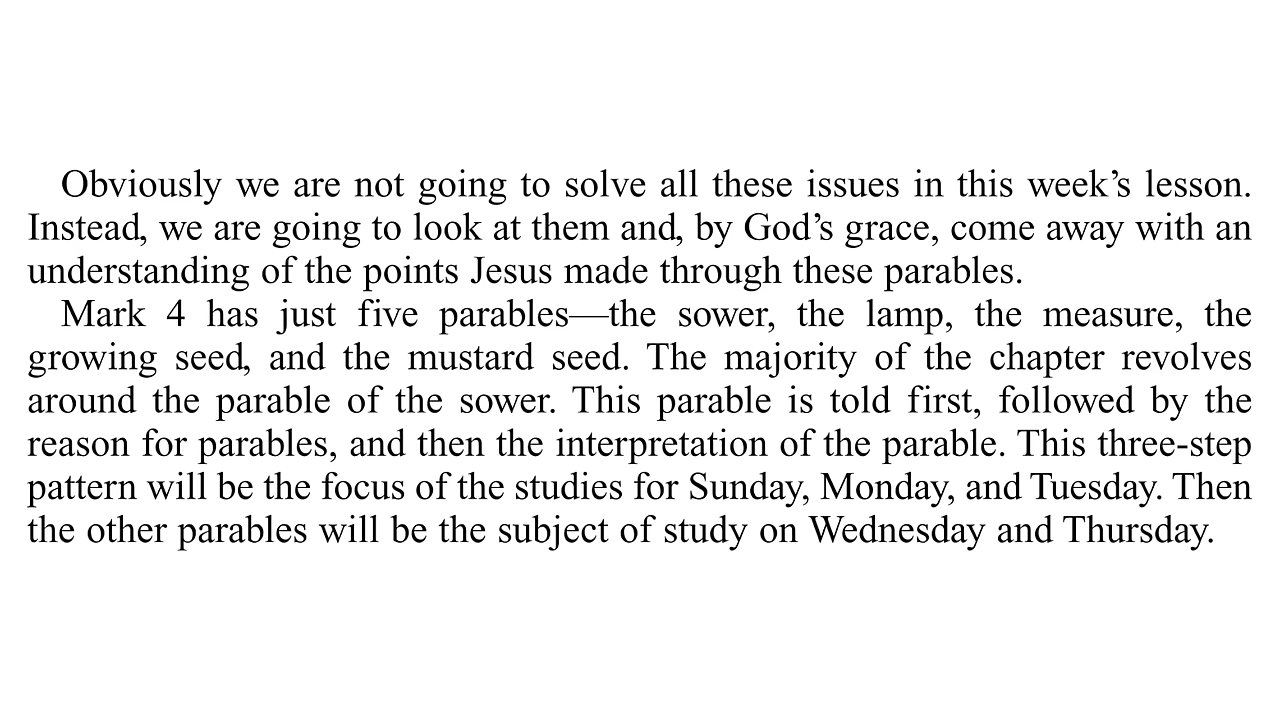 Obviously we are not going to solve all these issues in this week’s lesson.
Instead, we are going to look at them and, by God’s grace, come away with an
understanding of the points Jesus made through these parables.
Mark 4 has just five parables—the sower, the lamp, the measure, the
growing seed, and the mustard seed. The majority of the chapter revolves
around the parable of the sower. This parable is told first, followed by the
reason for parables, and then the interpretation of the parable. This three-step
pattern will be the focus of the studies for Sunday, Monday, and Tuesday. Then
the other parables will be the subject of study on Wednesday and Thursday.